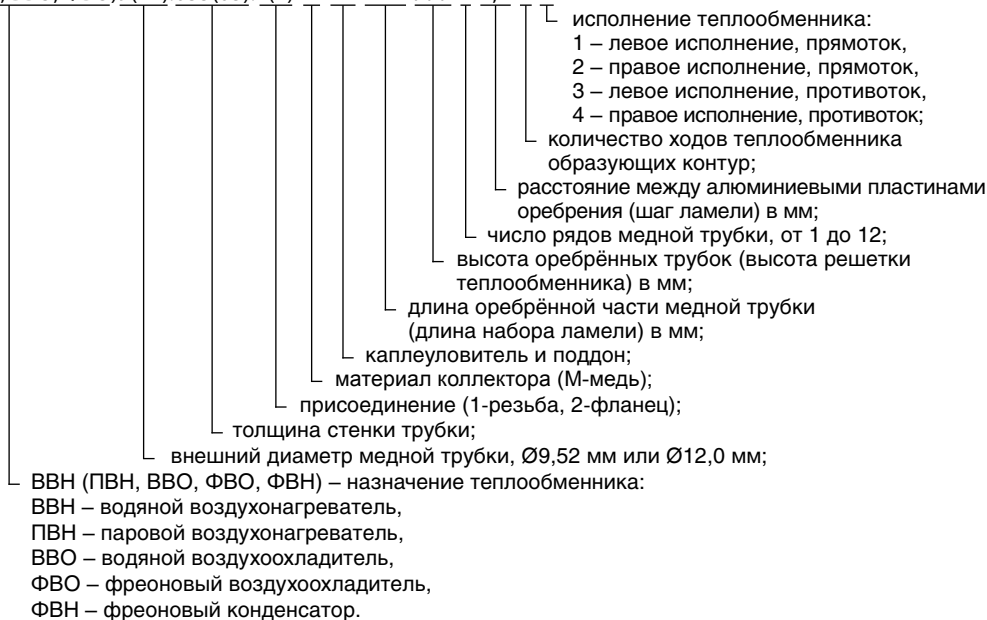 исполнение теплообменника:
1 – левое исполнение, прямоток,
2 – правое исполнение, прямоток,
3 – левое исполнение, противоток,
4 – правое исполнение, противоток;
количество ходов теплообменника
образующих контур;
расстояние между алюминиевыми пластинами
оребрения (шаг ламели) в мм;
число рядов медной трубки, от 1 до 12;
высота оребрённых трубок (высота решетки
теплообменника) в мм;
длина оребрённой части медной трубки
(длина набора ламели) в мм;
каплеуловитель и поддон;
материал коллектора (М-медь);
присоединение (1-резьба, 2-фланец);
толщина стенки трубки;
внешний диаметр медной трубки, Ø9,52 мм или Ø12,0 мм;
ВВН (ПВН, ВВО, ФВО, ФВН) – назначение теплообменника:
ВВН – водяной воздухонагреватель,
ПВН – паровой воздухонагреватель,
ВВО – водяной воздухоохладитель,
ФВО – фреоновый воздухоохладитель,
ФВН – фреоновый конденсатор.